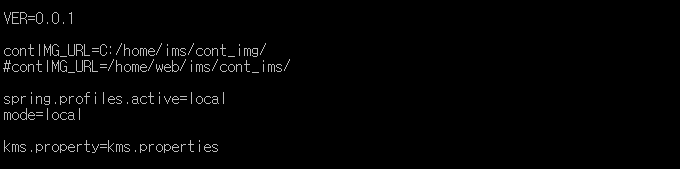 VER=0.0.1
contIMG_URL=C:/home/ims/cont_img/
#contIMG_URL=/home/web/ims/cont_ims/
spring.profiles.active=local
mode=local
kms.property=kms.properties